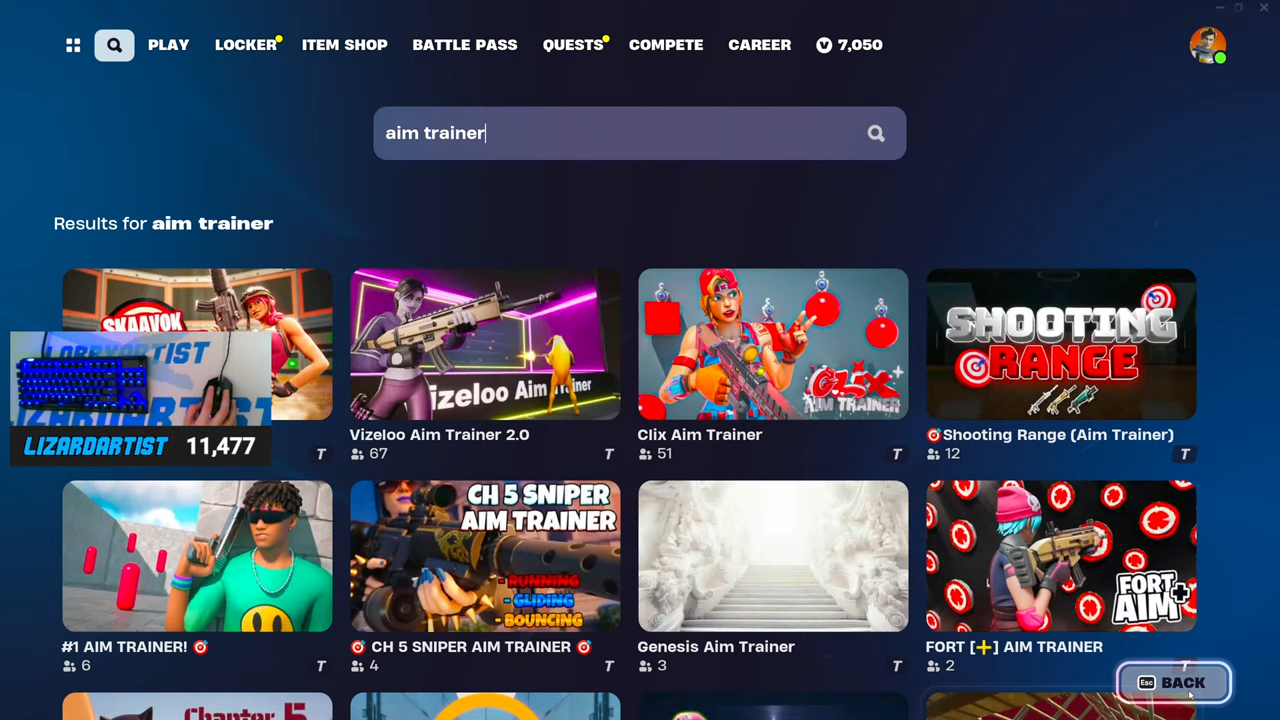 PLAY LOCKER ITEM SHOP BATTLE PASS QUESTS COMPETE CAREER V 7,050
aim trainer
Results for aim trainer
SKAAVOK
Vizeloo Aim Trainer
CLIX
AIM TRAINER
SHOOTING
RANGE
LIZARDARTIST 11,477
Vizeloo Aim Trainer 2.0
67 T
Clix Aim Trainer
51 T
🎯Shooting Range (Aim Trainer)
12 T
T
CH 5 SNIPER
AIM TRAINER
- RUNNING
- GLIDING
- BOUNCING
FORT
AIM+
#1 AIM TRAINER! 🎯
6 T
🎯 CH 5 SNIPER AIM TRAINER 🎯
4 T
Genesis Aim Trainer
3 T
FORT [➕] AIM TRAINER
2 T
Esc BACK
Chapter 5